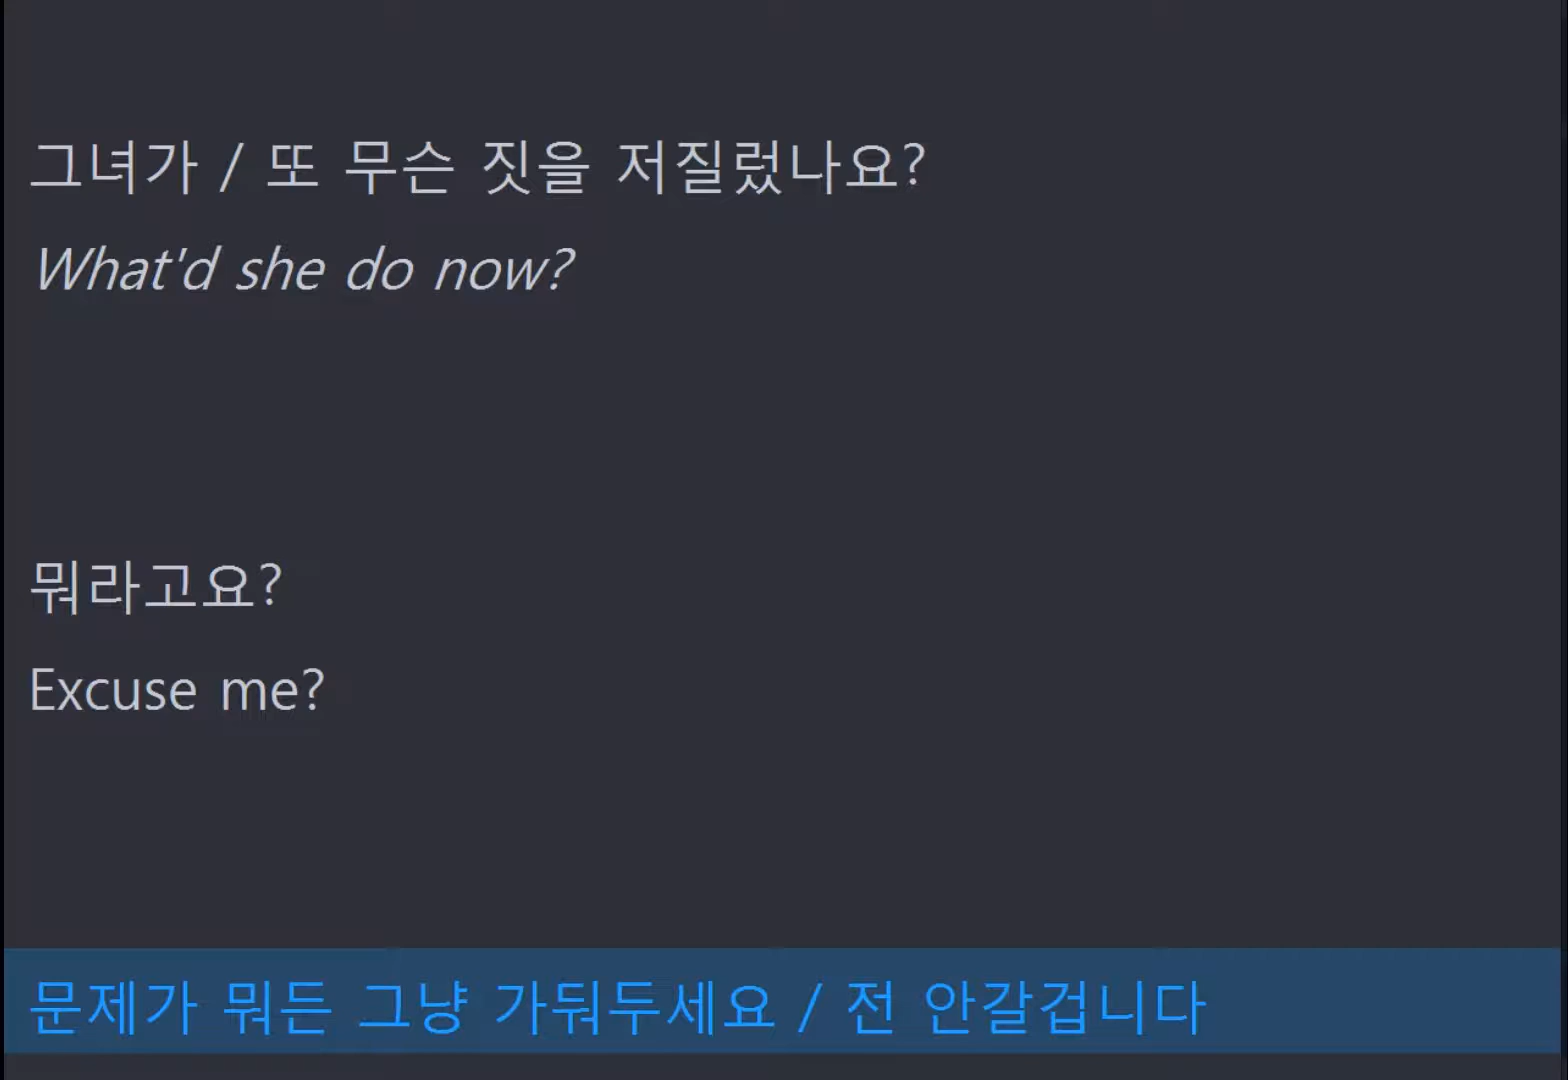 그녀가 / 또 무슨 짓을 저질렀나요?
What'd she do now?
뭐라고요?
Excuse me?
문제가 뭐든 그냥 가둬두세요 / 전 안갈겁니다